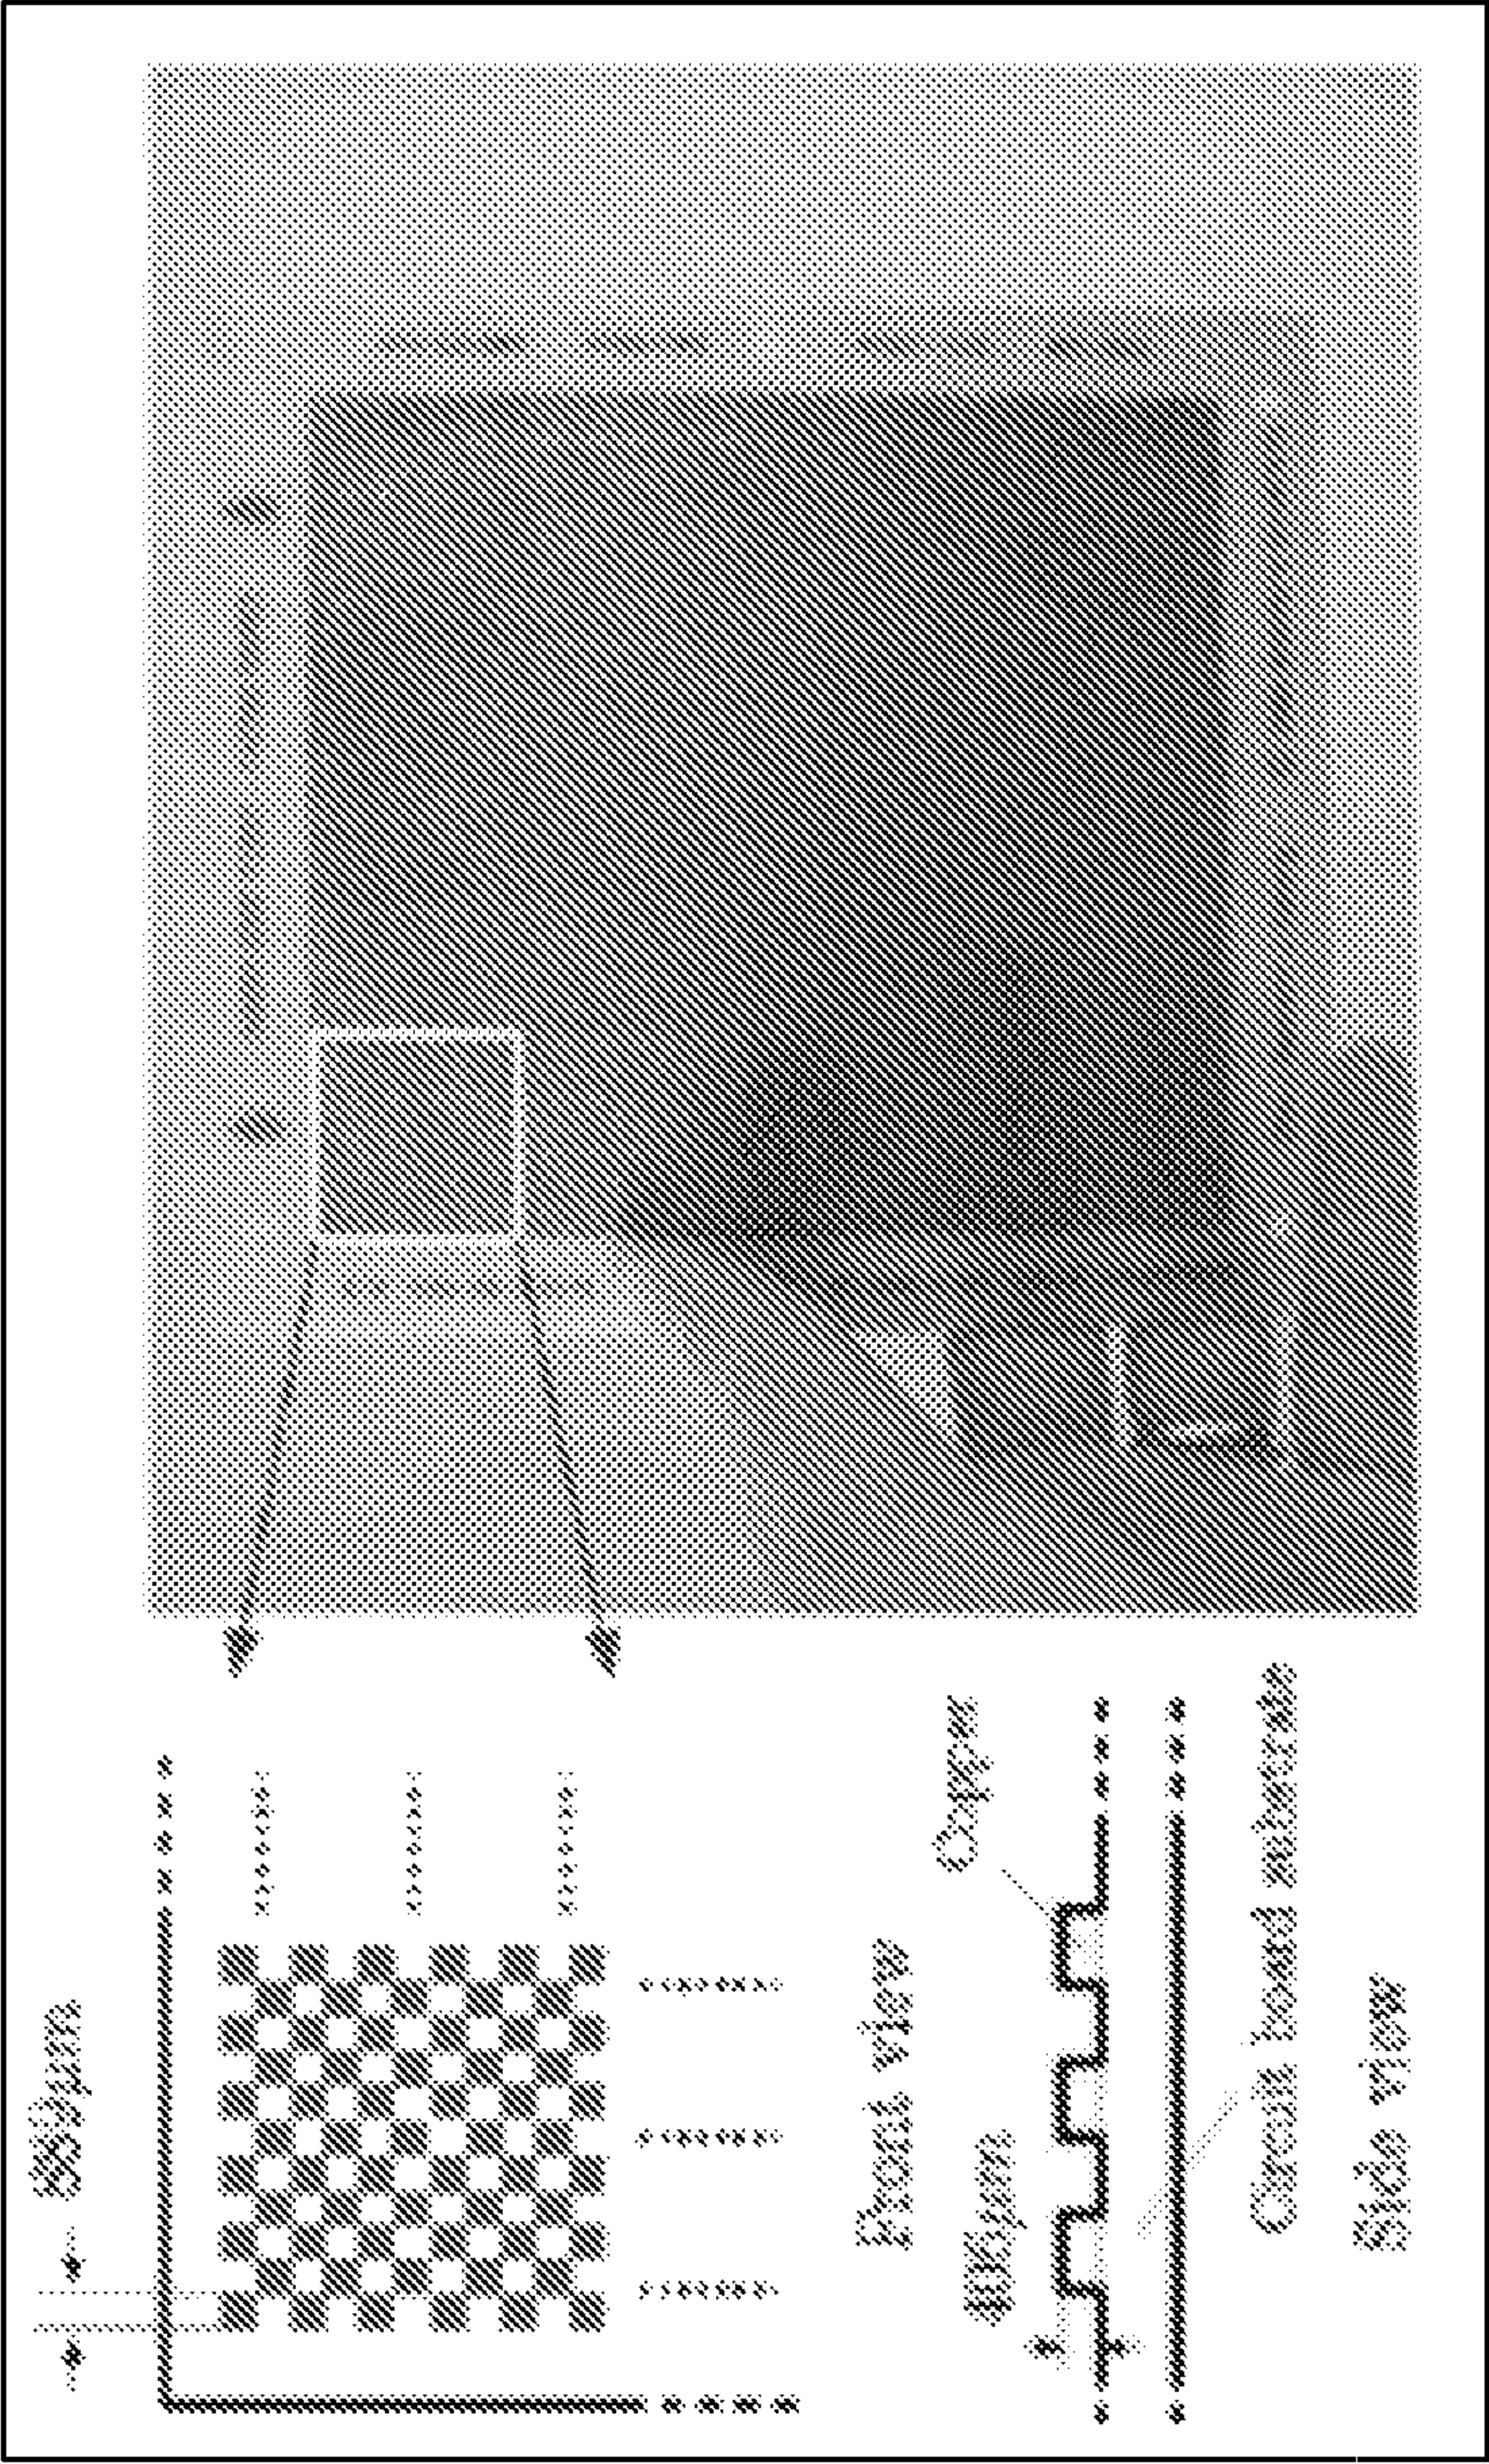 Front view
Copper
Circuit board substrate
Side view